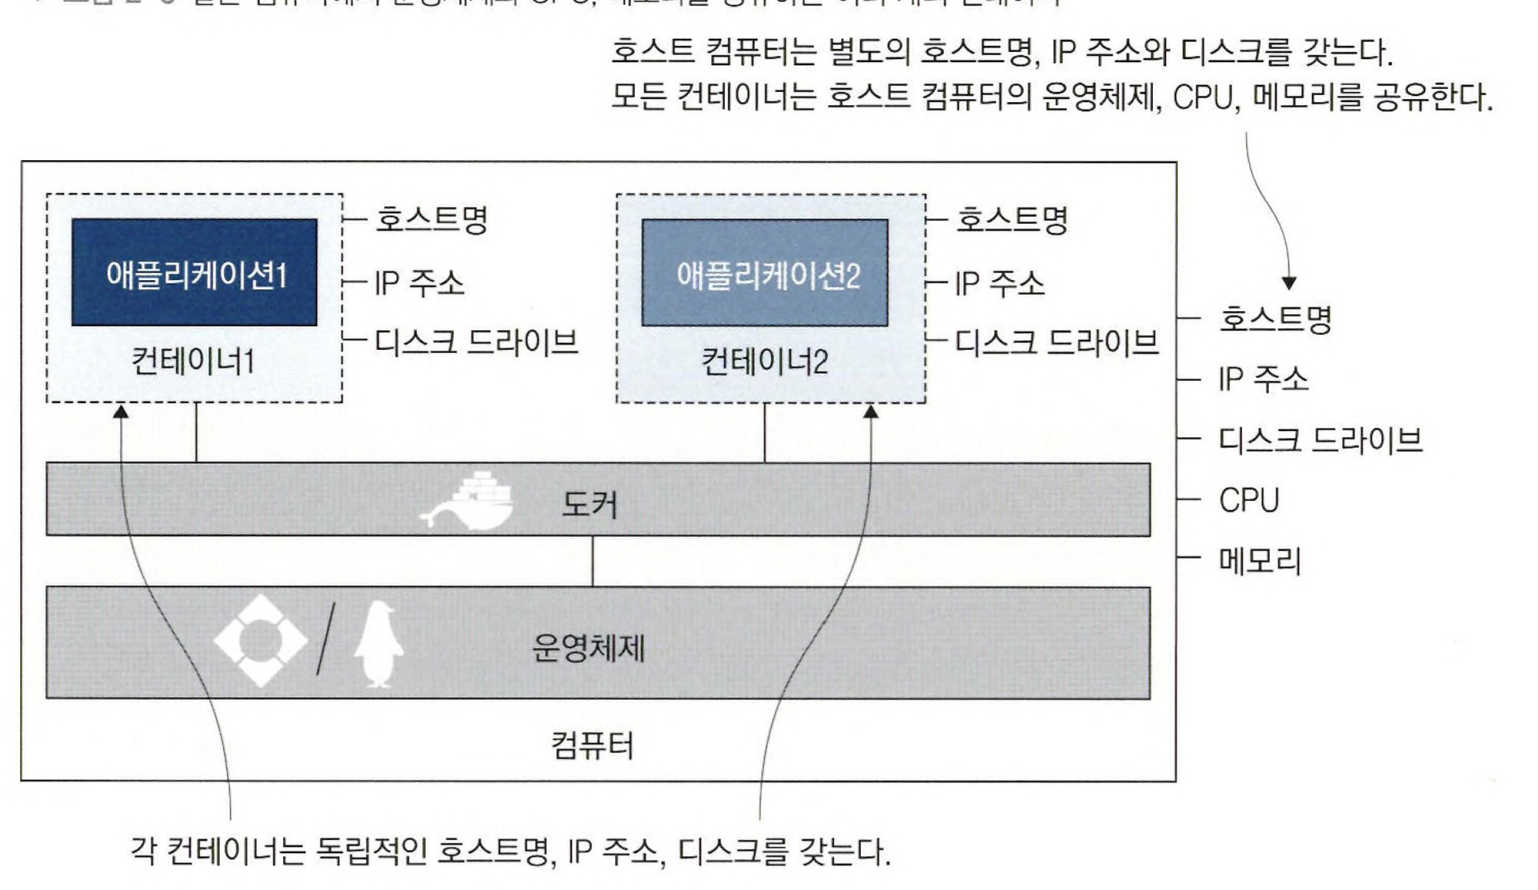 호스트 컴퓨터는 별도의 호스트명, IP 주소와 디스크를 갖는다.
모든 컨테이너는 호스트 컴퓨터의 운영체제, CPU, 메모리를 공유한다.
애플리케이션1
컨테이너1
호스트명
IP 주소
디스크 드라이브
애플리케이션2
컨테이너2
호스트명
IP 주소
디스크 드라이브
호스트명
IP 주소
디스크 드라이브
CPU
메모리
도커
운영체제
컴퓨터
각 컨테이너는 독립적인 호스트명, IP 주소, 디스크를 갖는다.